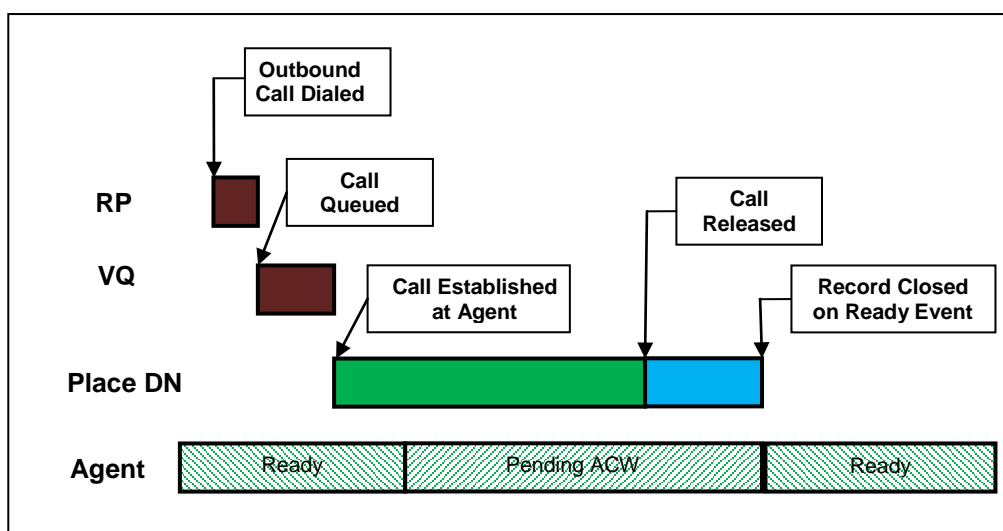 Outbound
Call Dialed
RP
Call
Queued
Call
Released
VQ
Call Established
at Agent
Record Closed
on Ready Event
Place DN
Agent
Ready
Pending ACW
Ready